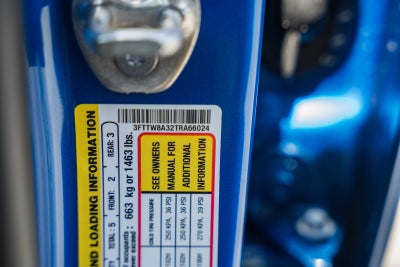 3FTTW8A32TRA66024
ND LOADING INFORMATION
TOTAL: 5 FRONT: 2 REAR: 3
663 kg or 1463 lbs.
COLD TIRE PRESSURE
250 KPA, 36 PSI
250 KPA, 36 PSI
270 KPA, 39 PSI
SEE OWNERS
MANUAL FOR
ADDITIONAL
INFORMATION